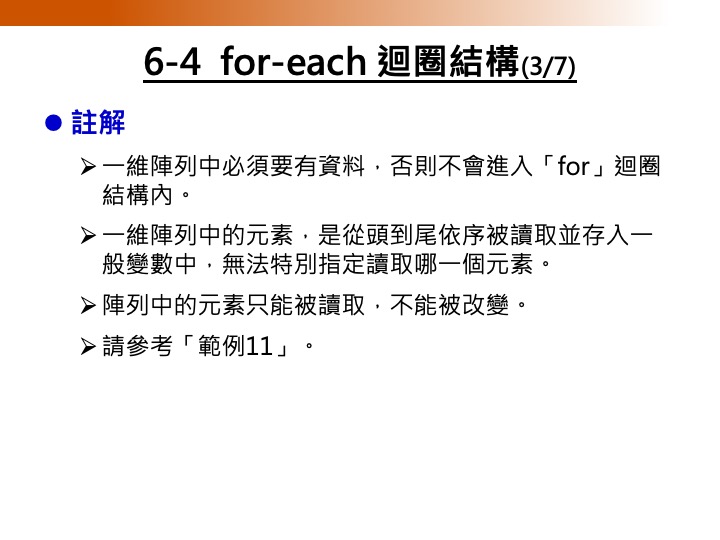 6-4 for-each 迴圈結構(3/7)
註解
一維陣列中必須要有資料，否則不會進入「for」迴圈
結構內。
一維陣列中的元素，是從頭到尾依序被讀取並存入一
般變數中，無法特別指定讀取哪一個元素。
陣列中的元素只能被讀取，不能被改變。
請參考「範例11」。